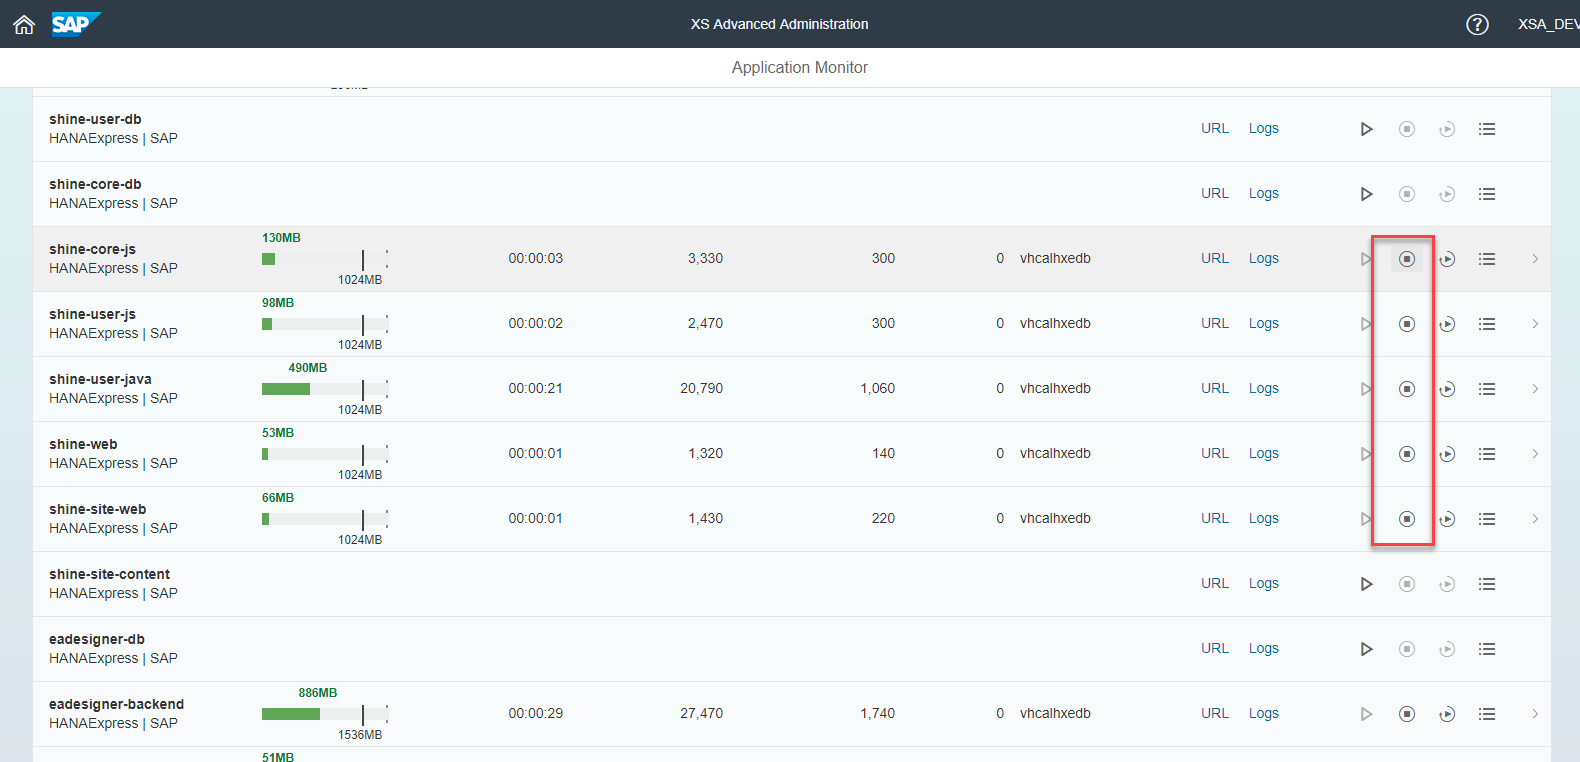 SAP XS Advanced Administration ? XSA_DEV
Application Monitor
shine-user-db
HANAExpress | SAP
URL Logs
shine-core-db
HANAExpress | SAP
URL Logs
130MB
shine-core-js
HANAExpress | SAP
1024MB
00:00:03 3,330 300 0 vhcalhxedb URL Logs
98MB
shine-user-js
HANAExpress | SAP
1024MB
00:00:02 2,470 300 0 vhcalhxedb URL Logs
490MB
shine-user-java
HANAExpress | SAP
1024MB
00:00:21 20,790 1,060 0 vhcalhxedb URL Logs
53MB
shine-web
HANAExpress | SAP
1024MB
00:00:01 1,320 140 0 vhcalhxedb URL Logs
66MB
shine-site-web
HANAExpress | SAP
1024MB
00:00:01 1,430 220 0 vhcalhxedb URL Logs
shine-site-content
HANAExpress | SAP
URL Logs
eadesigner-db
HANAExpress | SAP
URL Logs
886MB
eadesigner-backend
HANAExpress | SAP
1536MB
00:00:29 27,470 1,740 0 vhcalhxedb URL Logs
51MB